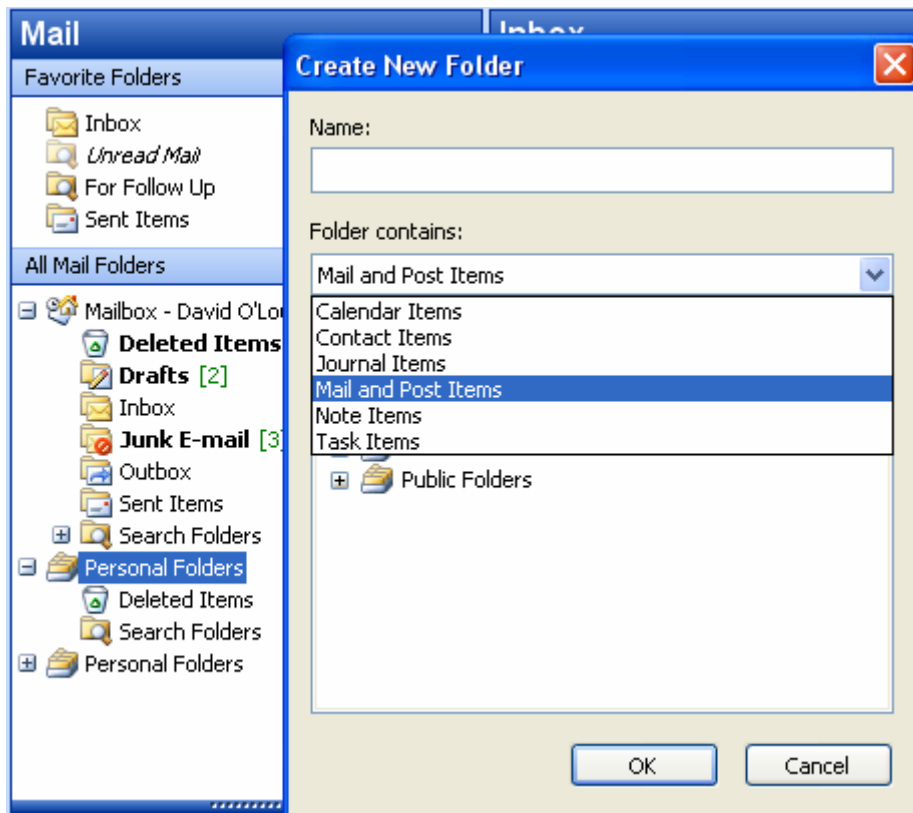 Mail
Favorite Folders
Inbox
Unread Mail
For Follow Up
Sent Items
All Mail Folders
Mailbox - David
Deleted Items
Drafts [2]
Inbox
Junk E-mail [3]
Outbox
Sent Items
Search Folders
Personal Folders
Deleted Items
Search Folders
Personal Folders
Inbox
Create New Folder
Name:
Folder contains:
Mail and Post Items
Calendar Items
Contact Items
Journal Items
Mail and Post Items
Note Items
Task Items
Public Folders
OK
Cancel